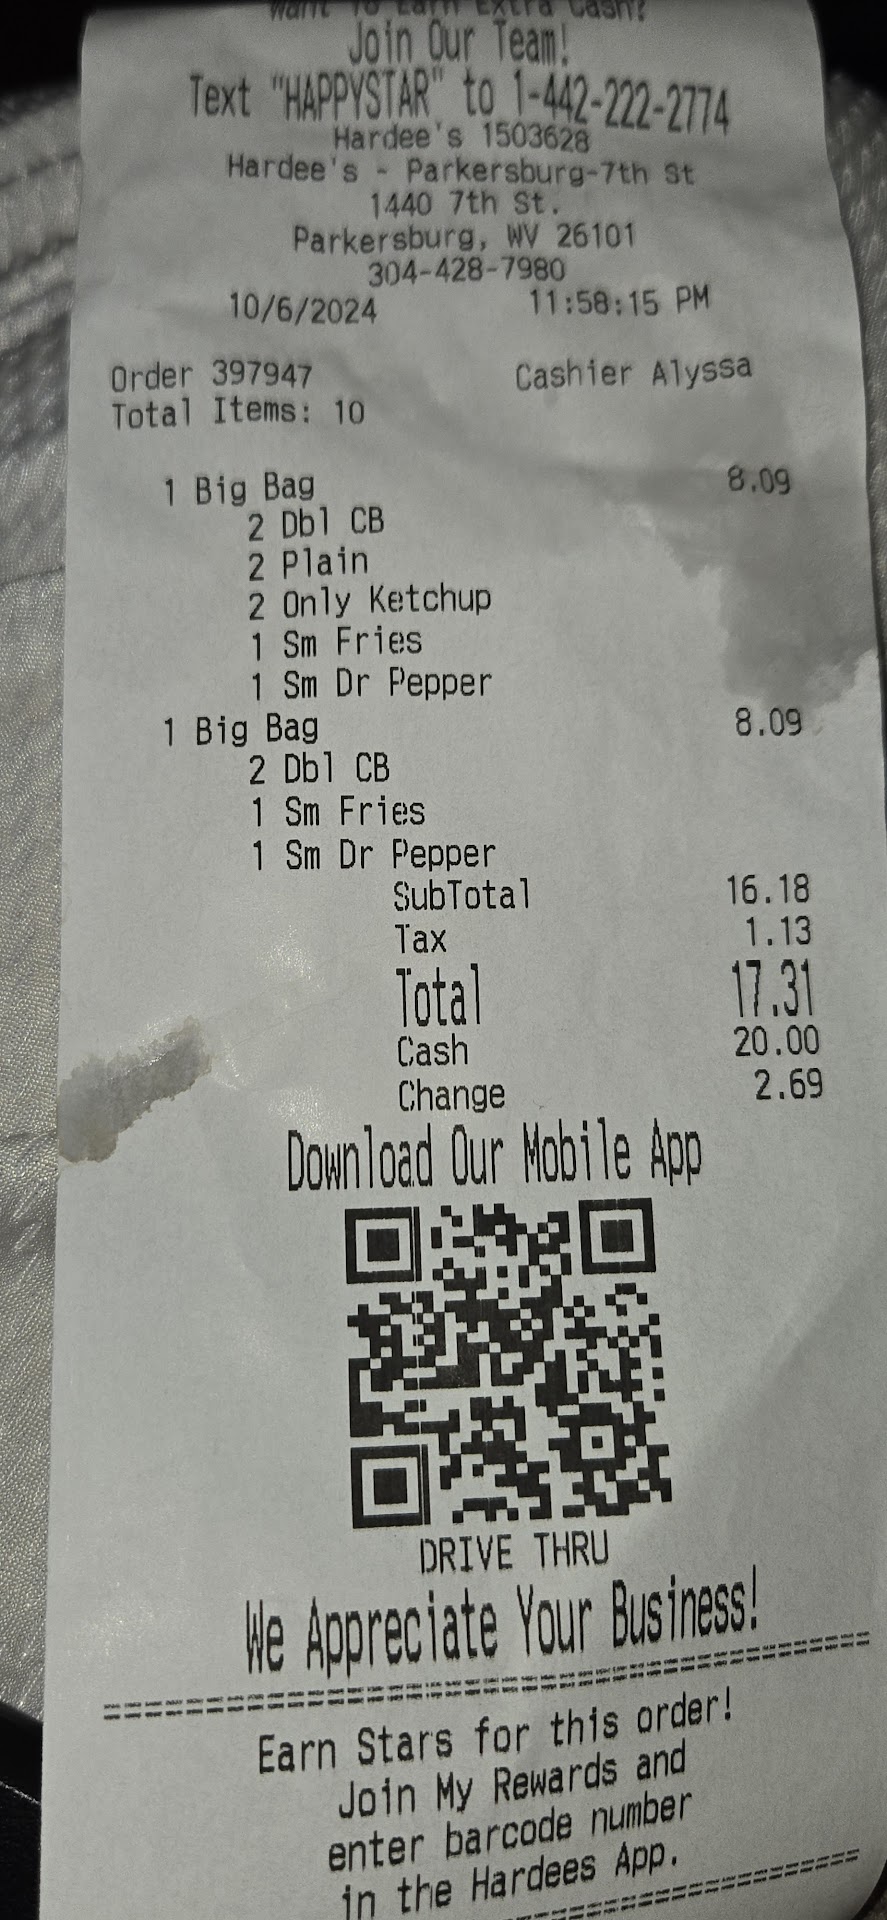 Want To Earn Extra Cash?
Join Our Team!
Text "HAPPYSTAR" to 1-442-222-2774
Hardee's 1503628
Hardee's - Parkersburg-7th St
1440 7th St.
Parkersburg, WV 26101
304-428-7980
10/6/2024 11:58:15 PM
Order 397947 Cashier Alyssa
Total Items: 10
1 Big Bag 8.09
2 Dbl CB
2 Plain
2 Only Ketchup
1 Sm Fries
1 Sm Dr Pepper
1 Big Bag 8.09
2 Dbl CB
1 Sm Fries
1 Sm Dr Pepper
SubTotal 16.18
Tax 1.13
Total 17.31
Cash 20.00
Change 2.69
Download Our Mobile App
DRIVE THRU
We Appreciate Your Business!
Earn Stars for this order!
Join My Rewards and
enter barcode number
in the Hardees App.